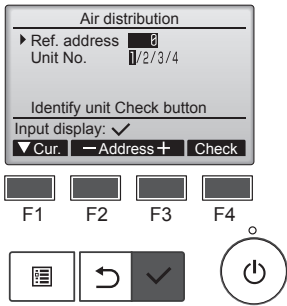 Air distribution
Ref. address 0
Unit No. 1/2/3/4
Identify unit Check button
Input display: ✓
▼Cur. −Address+ Check
F1 F2 F3 F4